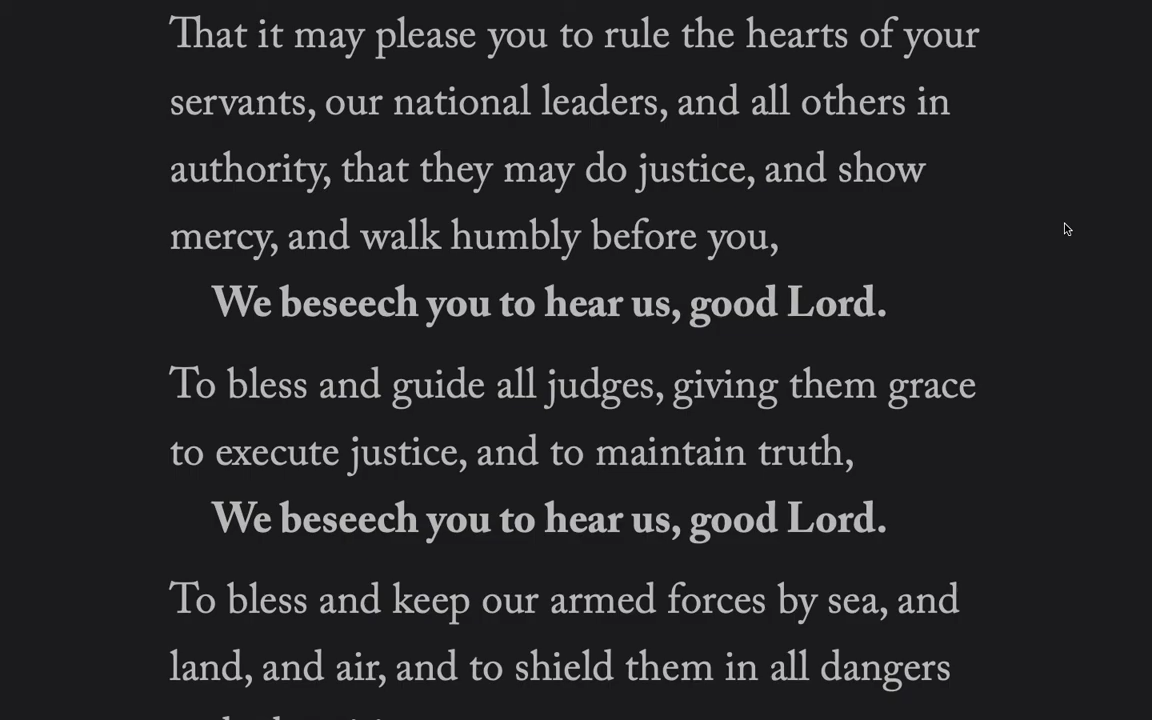 That it may please you to rule the hearts of your
servants, our national leaders, and all others in
authority, that they may do justice, and show
mercy, and walk humbly before you,
We beseech you to hear us, good Lord.
To bless and guide all judges, giving them grace
to execute justice, and to maintain truth,
We beseech you to hear us, good Lord.
To bless and keep our armed forces by sea, and
land, and air, and to shield them in all dangers